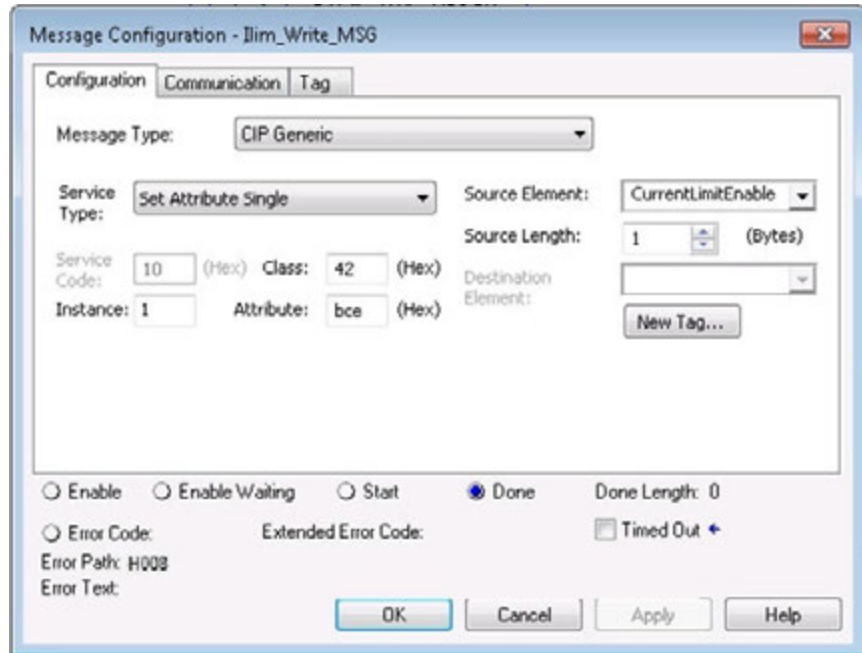 Message Configuration - Ilim_Write_MSG
Configuration Communication Tag
Message Type: CIP Generic
Service Type: Set Attribute Single
Source Element: CurrentLimitEnable
Source Length: 1 (Bytes)
Service Code: 10 (Hex) Class: 42 (Hex)
Destination Element:
Instance: 1 Attribute: bce (Hex)
New Tag...
Enable Enable Waiting Start Done Done Length: 0
Error Code: Extended Error Code: Timed Out
Error Path: H008
Error Text:
OK Cancel Apply Help